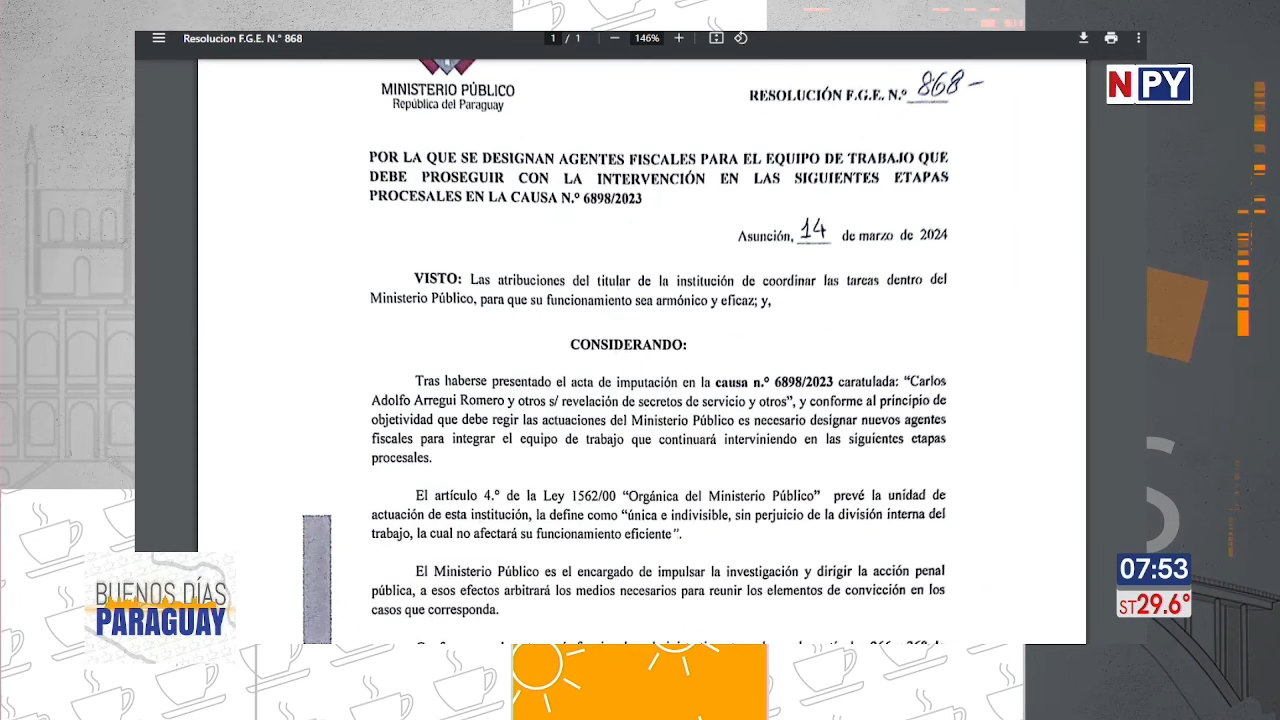 Resolucion F.G.E. N.° 868
1 / 1
146%
NPY
MINISTERIO PÚBLICO
República del Paraguay
RESOLUCIÓN F.G.E. N.° 868-
POR LA QUE SE DESIGNAN AGENTES FISCALES PARA EL EQUIPO DE TRABAJO QUE
DEBE PROSEGUIR CON LA INTERVENCIÓN EN LAS SIGUIENTES ETAPAS
PROCESALES EN LA CAUSA N.° 6898/2023
Asunción, 14 de marzo de 2024
VISTO: Las atribuciones del titular de la institución de coordinar las tareas dentro del
Ministerio Público, para que su funcionamiento sea armónico y eficaz; y,
CONSIDERANDO:
Tras haberse presentado el acta de imputación en la causa n.° 6898/2023 caratulada: “Carlos
Adolfo Arregui Romero y otros s/ revelación de secretos de servicio y otros”, y conforme al principio de
objetividad que debe regir las actuaciones del Ministerio Público es necesario designar nuevos agentes
fiscales para integrar el equipo de trabajo que continuará interviniendo en las siguientes etapas
procesales.
El artículo 4.° de la Ley 1562/00 “Orgánica del Ministerio Público” prevé la unidad de
actuación de esta institución, la define como “única e indivisible, sin perjuicio de la división interna del
trabajo, la cual no afectará su funcionamiento eficiente”.
El Ministerio Público es el encargado de impulsar la investigación y dirigir la acción penal
pública, a esos efectos arbitrará los medios necesarios para reunir los elementos de convicción en los
casos que corresponda.
BUENOS DÍAS
PARAGUAY
07:53
ST 29.6°